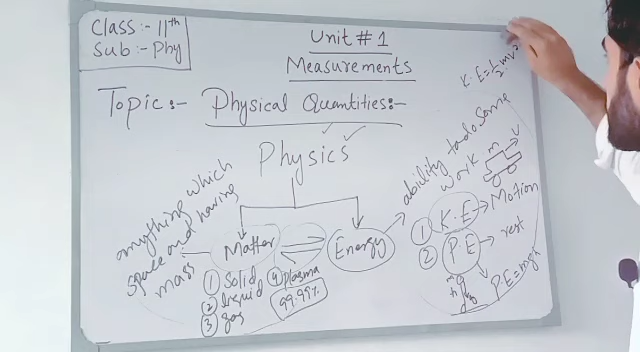 Class:- 11th
Sub:- Phy
Unit # 1
Measurements
Topic:- Physical Quantities:-
Physics
Matter
Energy
anything which
space and having
mass
① Solid
② Liquid
③ gas
④ plasma
99.99%
ability to do some
work
① K.E → Motion
② P.E → rest
P.E = mgh
K.E = 1/2 mv²
m
v